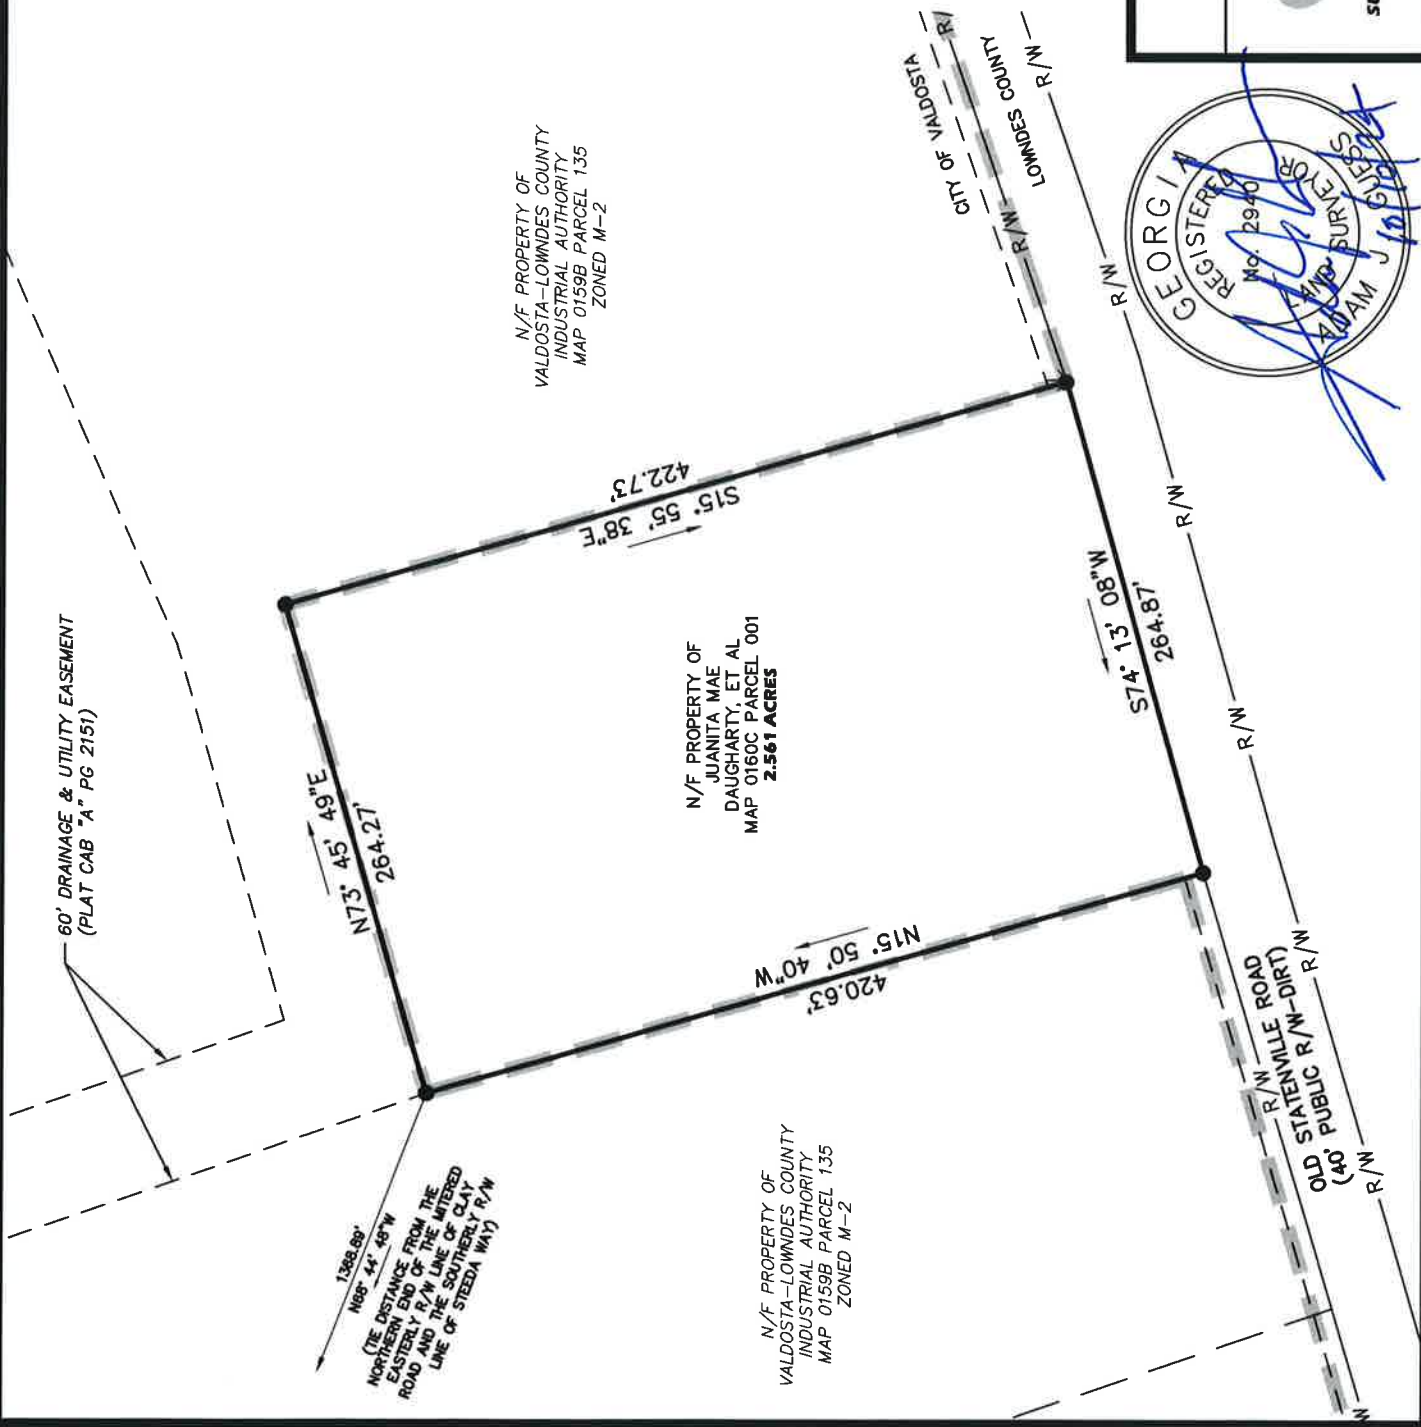 60' DRAINAGE & UTILITY EASEMENT
(PLAT CAB "A" PG 2151)
N/F PROPERTY OF
VALDOSTA-LOWNDES COUNTY
INDUSTRIAL AUTHORITY
MAP 0159B PARCEL 135
ZONED M-2
CITY OF VALDOSTA
LOWNDES COUNTY
R/
R/W
R/W
R/W
R/W
R/W
R/W
R/W
R/W
R/W
W
N73° 45' 49"E
264.27'
S15° 55' 38"E
422.73'
N/F PROPERTY OF
JUANITA MAE
DAUGHARTY, ET AL
MAP 0160C PARCEL 001
2.561 ACRES
S74° 13' 08"W
264.87'
N15° 50' 40"W
420.63'
1388.89'
N68° 44' 48"W
(TIE DISTANCE FROM THE
NORTHERN END OF THE MITERED
EASTERLY R/W LINE OF CLAY
ROAD AND THE SOUTHERLY R/W
LINE OF STEEDA WAY)
N/F PROPERTY OF
VALDOSTA-LOWNDES COUNTY
INDUSTRIAL AUTHORITY
MAP 0159B PARCEL 135
ZONED M-2
OLD STATENVILLE ROAD
(40' PUBLIC R/W-DIRT)
GEORGIA
REGISTERED
No. 2940
LAND SURVEYOR
ADAM J GUESS